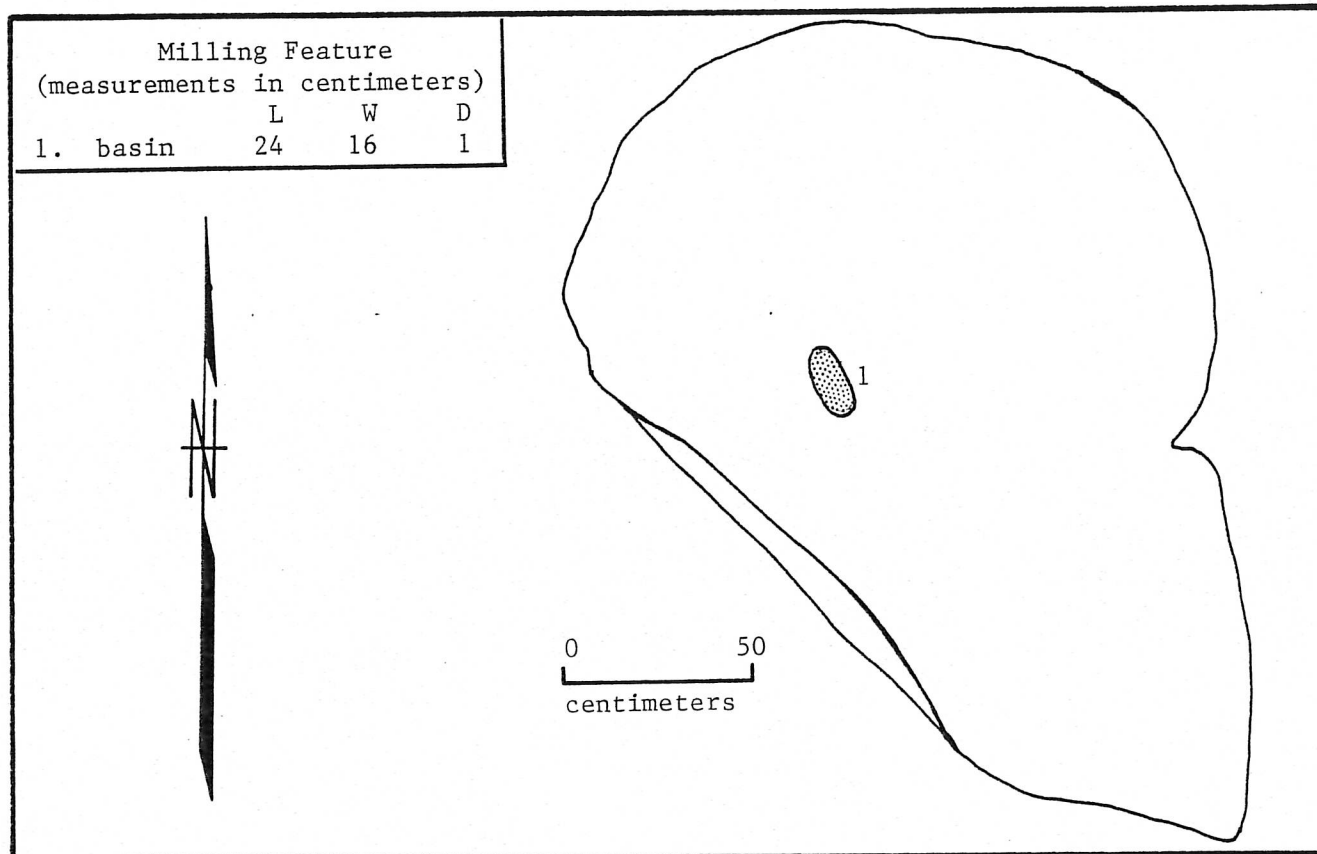 Milling Feature
(measurements in centimeters)
L W D
1. basin 24 16 1
N
1
0 50
centimeters